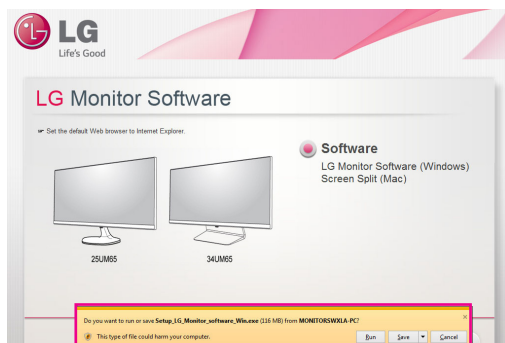 LG
Life's Good
LG Monitor Software
☞ Set the default Web browser to Internet Explorer.
Software
LG Monitor Software (Windows)
Screen Split (Mac)
25UM65
34UM65
Do you want to run or save Setup_LG_Monitor_software_Win.exe (116 MB) from MONITORSWXLA-PC?
This type of file could harm your computer.
Run Save Cancel